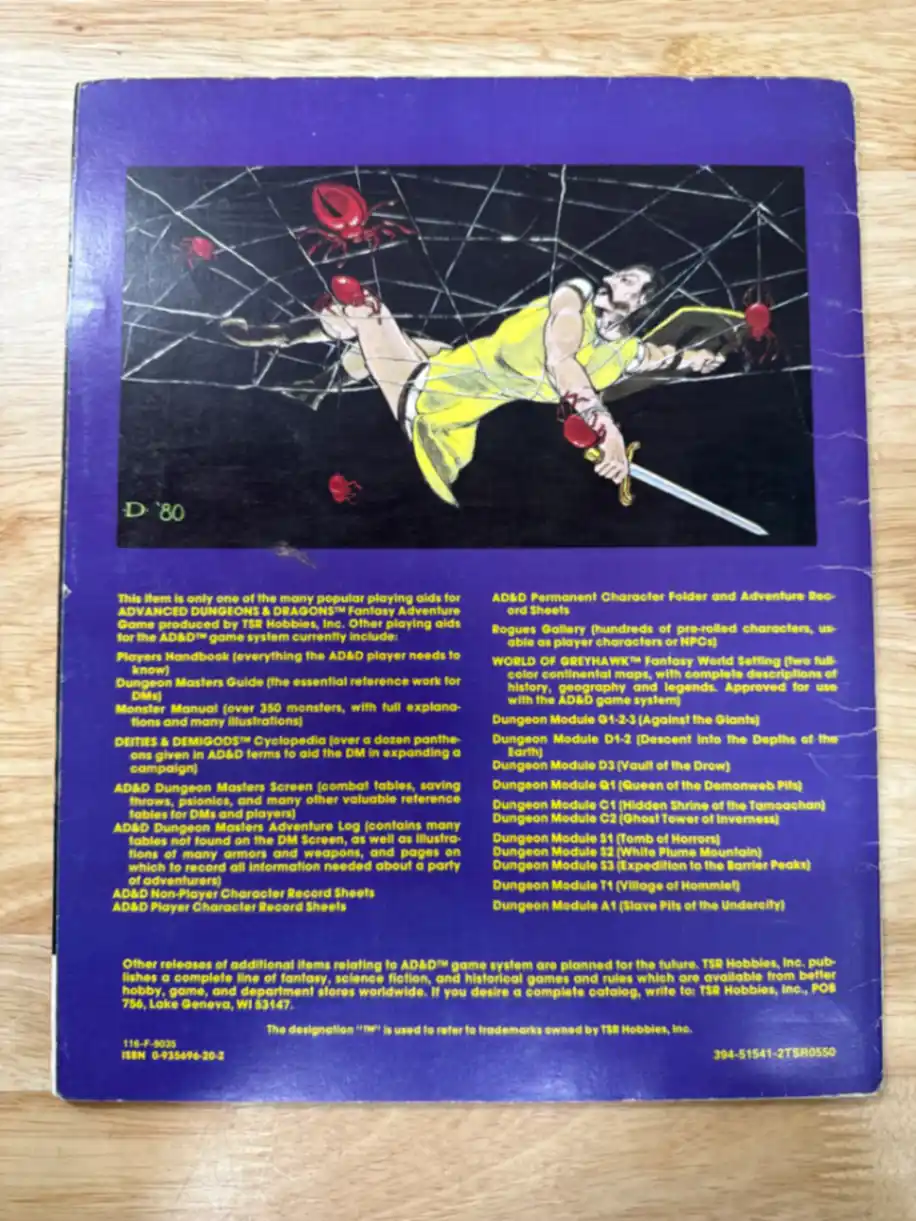 D '80
This item is only one of the many popular playing aids for
ADVANCED DUNGEONS & DRAGONS™ Fantasy Adventure
Game produced by TSR Hobbies, Inc. Other playing aids
for the AD&D™ game system currently include:
Players Handbook (everything the AD&D player needs to
know)
Dungeon Masters Guide (the essential reference work for
DMs)
Monster Manual (over 350 monsters, with full explana-
tions and many illustrations)
DEITIES & DEMIGODS™ Cyclopedia (over a dozen panthe-
ons given in AD&D terms to aid the DM in expanding a
campaign)
AD&D Dungeon Masters Screen (combat tables, saving
throws, psionics, and many other valuable reference
tables for DMs and players)
AD&D Dungeon Masters Adventure Log (contains many
tables not found on the DM Screen, as well as illustra-
tions of many armors and weapons, and pages on
which to record all information needed about a party
of adventurers)
AD&D Non-Player Character Record Sheets
AD&D Player Character Record Sheets
AD&D Permanent Character Folder and Adventure Rec-
ord Sheets
Rogues Gallery (hundreds of pre-rolled characters, us-
able as player characters or NPCs)
WORLD OF GREYHAWK™ Fantasy World Setting (two full-
color continental maps, with complete descriptions of
history, geography and legends. Approved for use
with the AD&D game system)
Dungeon Module G1-2-3 (Against the Giants)
Dungeon Module D1-2 (Descent into the Depths of the
Earth)
Dungeon Module D3 (Vault of the Drow)
Dungeon Module Q1 (Queen of the Demonweb Pits)
Dungeon Module C1 (Hidden Shrine of the Tamoachan)
Dungeon Module C2 (Ghost Tower of Inverness)
Dungeon Module S1 (Tomb of Horrors)
Dungeon Module S2 (White Plume Mountain)
Dungeon Module S3 (Expedition to the Barrier Peaks)
Dungeon Module T1 (Village of Hommlet)
Dungeon Module A1 (Slave Pits of the Undercity)
Other releases of additional items relating to AD&D™ game system are planned for the future. TSR Hobbies, Inc. pub-
lishes a complete line of fantasy, science fiction, and historical games and rules which are available from better
hobby, game, and department stores worldwide. If you desire a complete catalog, write to: TSR Hobbies, Inc., POB
756, Lake Geneva, WI 53147.
The designation "™" is used to refer to trademarks owned by TSR Hobbies, Inc.
116-F-9035
ISBN 0-935696-20-2
394-51541-2TSR0550